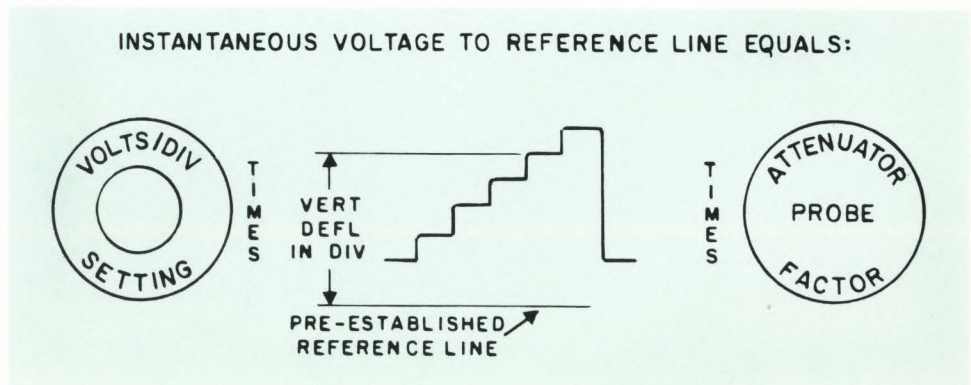 INSTANTANEOUS VOLTAGE TO REFERENCE LINE EQUALS:
VOLTS/DIV
SETTING
TIMES
VERT
DEFL
IN DIV
PRE-ESTABLISHED
REFERENCE LINE
TIMES
ATTENUATOR
PROBE
FACTOR